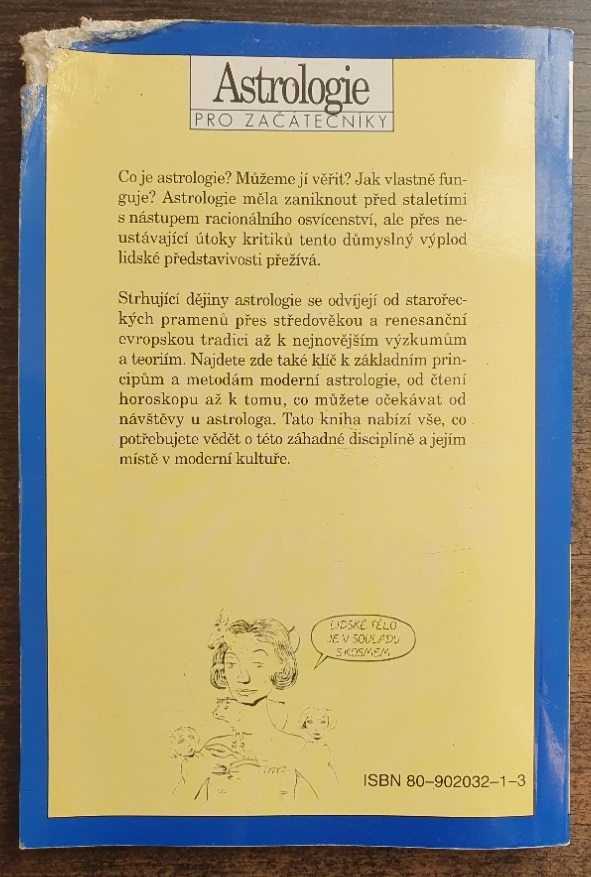 Astrologie
PRO ZAČÁTEČNÍKY
Co je astrologie? Můžeme jí věřit? Jak vlastně fun-
guje? Astrologie měla zaniknout před staletími
s nástupem racionálního osvícenství, ale přes ne-
ustávající útoky kritiků tento důmyslný výplod
lidské představivosti přežívá.
Strhující dějiny astrologie se odvíjejí od starořec-
kých pramenů přes středověkou a renesanční
evropskou tradici až k nejnovějším výzkumům
a teoriím. Najdete zde také klíč k základním prin-
cipům a metodám moderní astrologie, od čtení
horoskopu až k tomu, co můžete očekávat od
návštěvy u astrologa. Tato kniha nabízí vše, co
potřebujete vědět o této záhadné disciplíně a jejím
místě v moderní kultuře.
LIDSKÉ TĚLO
JE V SOULADU
S KOSMEM
ISBN 80–902032–1–3